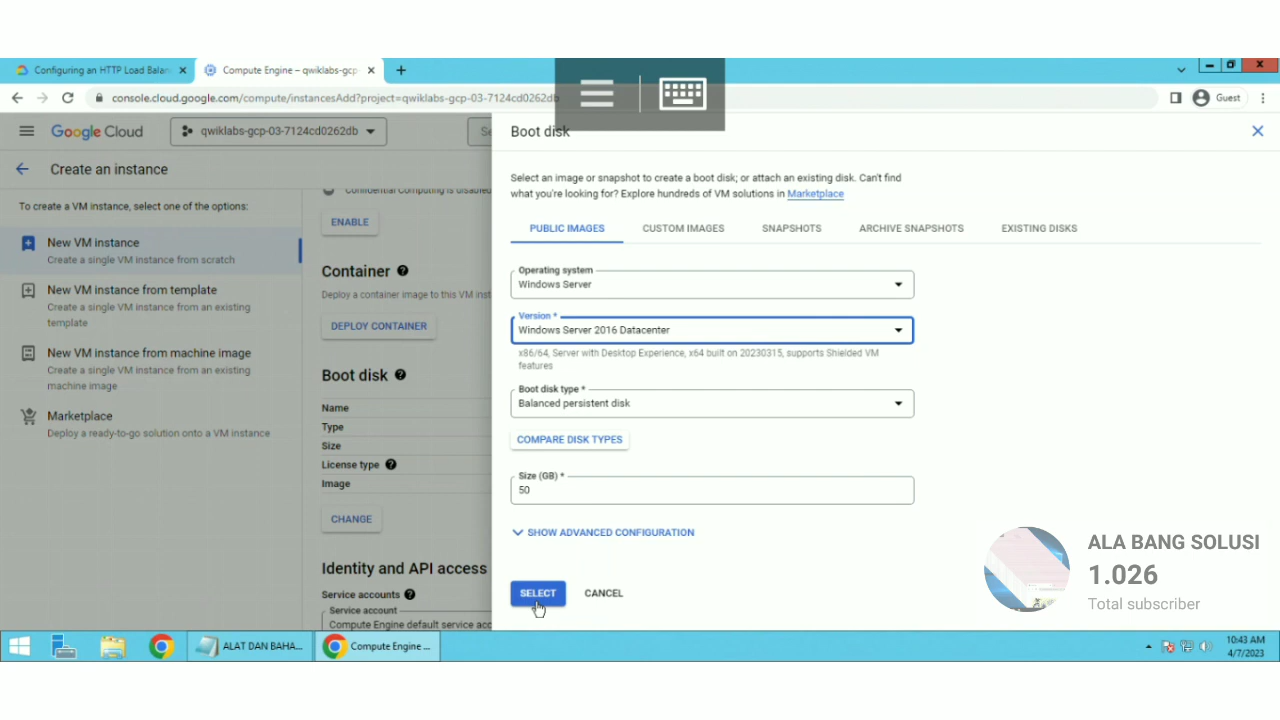 Configuring an HTTP Load Balan
Compute Engine – qwiklabs-gcp
console.cloud.google.com/compute/instancesAdd?project=qwiklabs-gcp-03-7124cd0262db
Guest
Google Cloud
qwiklabs-gcp-03-7124cd0262db
Se
Create an instance
To create a VM instance, select one of the options:
New VM instance
Create a single VM instance from scratch
New VM instance from template
Create a single VM instance from an existing
template
New VM instance from machine image
Create a single VM instance from an existing
machine image
Marketplace
Deploy a ready-to-go solution onto a VM instance
Confidential Computing is disabled
ENABLE
Container
Deploy a container image to this VM inst
DEPLOY CONTAINER
Boot disk
Name
Type
Size
License type
Image
CHANGE
Identity and API access
Service accounts
Service account
Compute Engine default service acc
Boot disk
Select an image or snapshot to create a boot disk; or attach an existing disk. Can't find
what you're looking for? Explore hundreds of VM solutions in Marketplace
PUBLIC IMAGES
CUSTOM IMAGES
SNAPSHOTS
ARCHIVE SNAPSHOTS
EXISTING DISKS
Operating system
Windows Server
Version *
Windows Server 2016 Datacenter
x86/64, Server with Desktop Experience, x64 built on 20230315, supports Shielded VM
features
Boot disk type *
Balanced persistent disk
COMPARE DISK TYPES
Size (GB) *
50
SHOW ADVANCED CONFIGURATION
SELECT
CANCEL
ALA BANG SOLUSI
1.026
Total subscriber
ALAT DAN BAHA...
Compute Engine ...
10:43 AM
4/7/2023